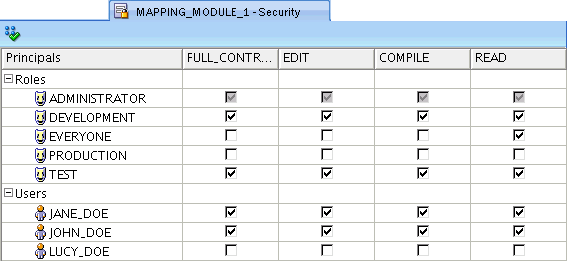 MAPPING_MODULE_1 - Security
Principals FULL_CONTR... EDIT COMPILE READ
Roles
ADMINISTRATOR
DEVELOPMENT
EVERYONE
PRODUCTION
TEST
Users
JANE_DOE
JOHN_DOE
LUCY_DOE